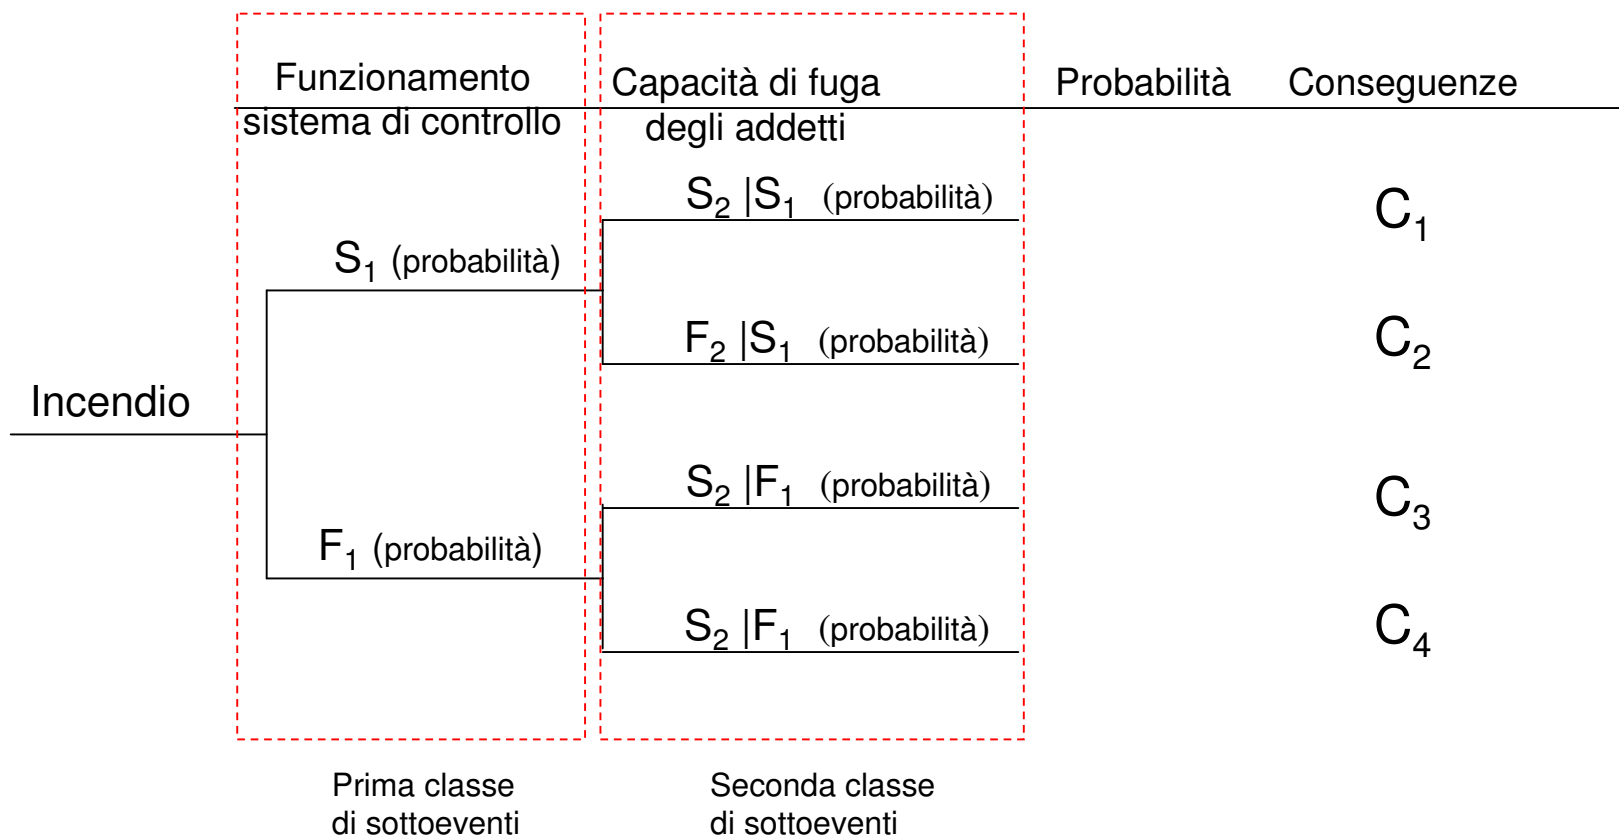 Funzionamento
sistema di controllo
Capacità di fuga
degli addetti
Probabilità
Conseguenze
S₂ |S₁ (probabilità)
C₁
S₁ (probabilità)
F₂ |S₁ (probabilità)
C₂
Incendio
S₂ |F₁ (probabilità)
C₃
F₁ (probabilità)
S₂ |F₁ (probabilità)
C₄
Prima classe
di sottoeventi
Seconda classe
di sottoeventi